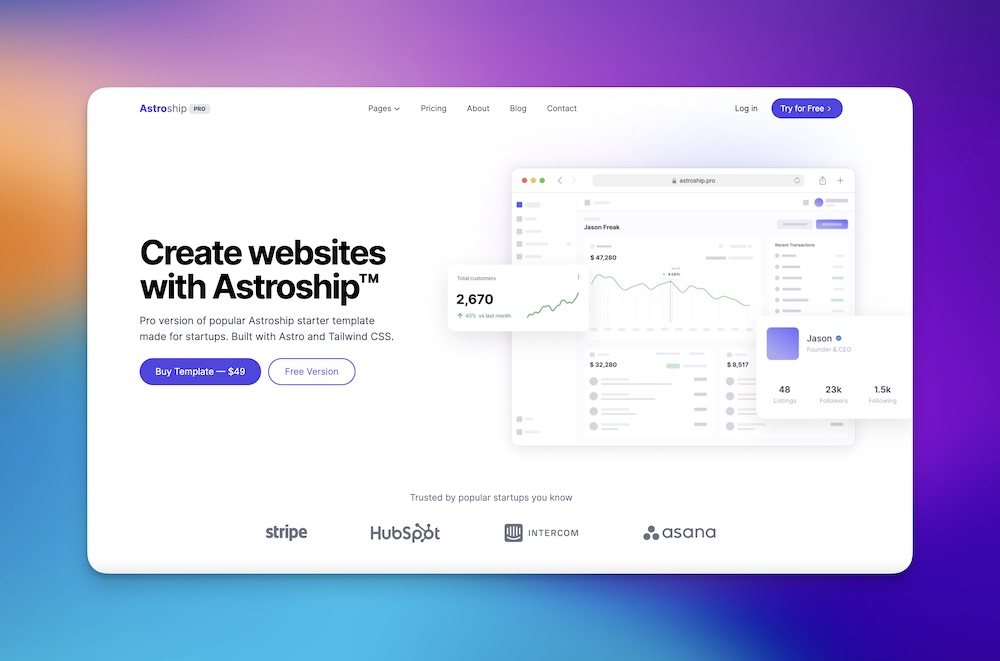 Astroship PRO
Pages
Pricing
About
Blog
Contact
Log in
Try for Free
astroship.pro
Create websites
with Astroship™
Pro version of popular Astroship starter template
made for startups. Built with Astro and Tailwind CSS.
Buy Template — $49
Free Version
Jason Freak
$ 47,280
Recent Transactions
Total customers
2,670
40% vs last month
$ 32,280
$ 8,517
Jason
Founder & CEO
48
23k
1.5k
Listings
Followers
Following
Trusted by popular startups you know
stripe
HubSpot
INTERCOM
asana